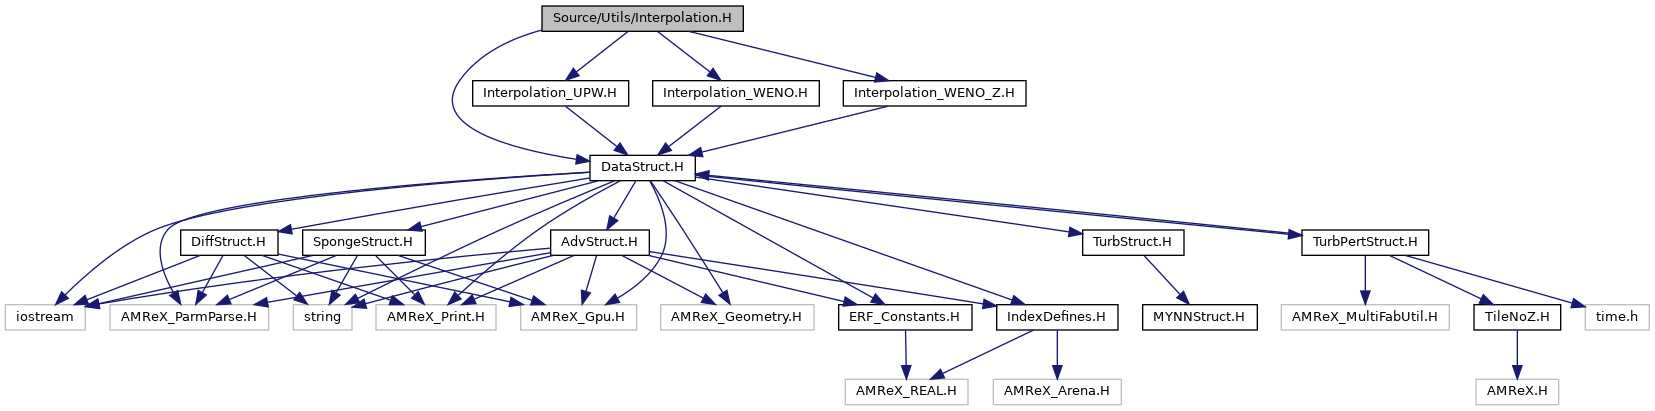 Source/Utils/Interpolation.H
Interpolation_UPW.H
Interpolation_WENO.H
Interpolation_WENO_Z.H
DataStruct.H
DiffStruct.H
SpongeStruct.H
AdvStruct.H
TurbStruct.H
TurbPertStruct.H
iostream
AMReX_ParmParse.H
string
AMReX_Print.H
AMReX_Gpu.H
AMReX_Geometry.H
ERF_Constants.H
IndexDefines.H
MYNNStruct.H
AMReX_MultiFabUtil.H
TileNoZ.H
time.h
AMReX_REAL.H
AMReX_Arena.H
AMReX.H